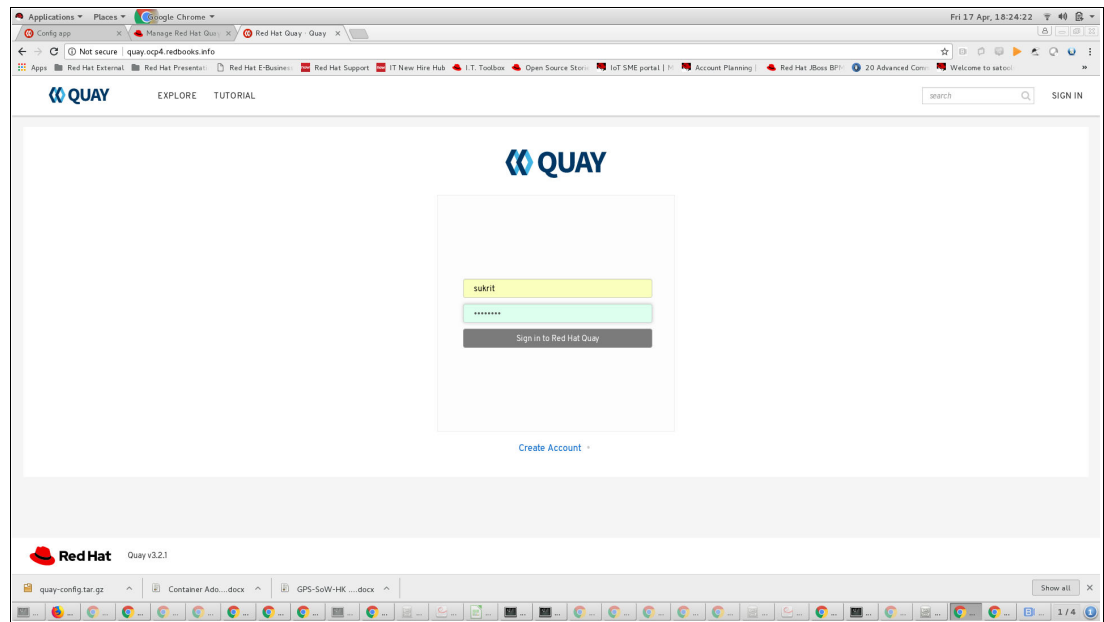 Applications Places Google Chrome Fri 17 Apr, 18:24:22
Config app × Manage Red Hat Quay × Red Hat Quay · Quay ×
Not secure | quay.ocp4.redbooks.info
Apps Red Hat External Red Hat Presentati Red Hat E-Busines Red Hat Support IT New Hire Hub I.T. Toolbox Open Source Stori IoT SME portal | Account Planning | Red Hat JBoss BPM 20 Advanced Com Welcome to satool »
QUAY EXPLORE TUTORIAL search SIGN IN
QUAY
sukrit
••••••••
Sign in to Red Hat Quay
Create Account
Red Hat Quay v3.2.1
quay-config.tar.gz Container Ado....docx GPS-SoW-HK ....docx Show all ×
1 / 4